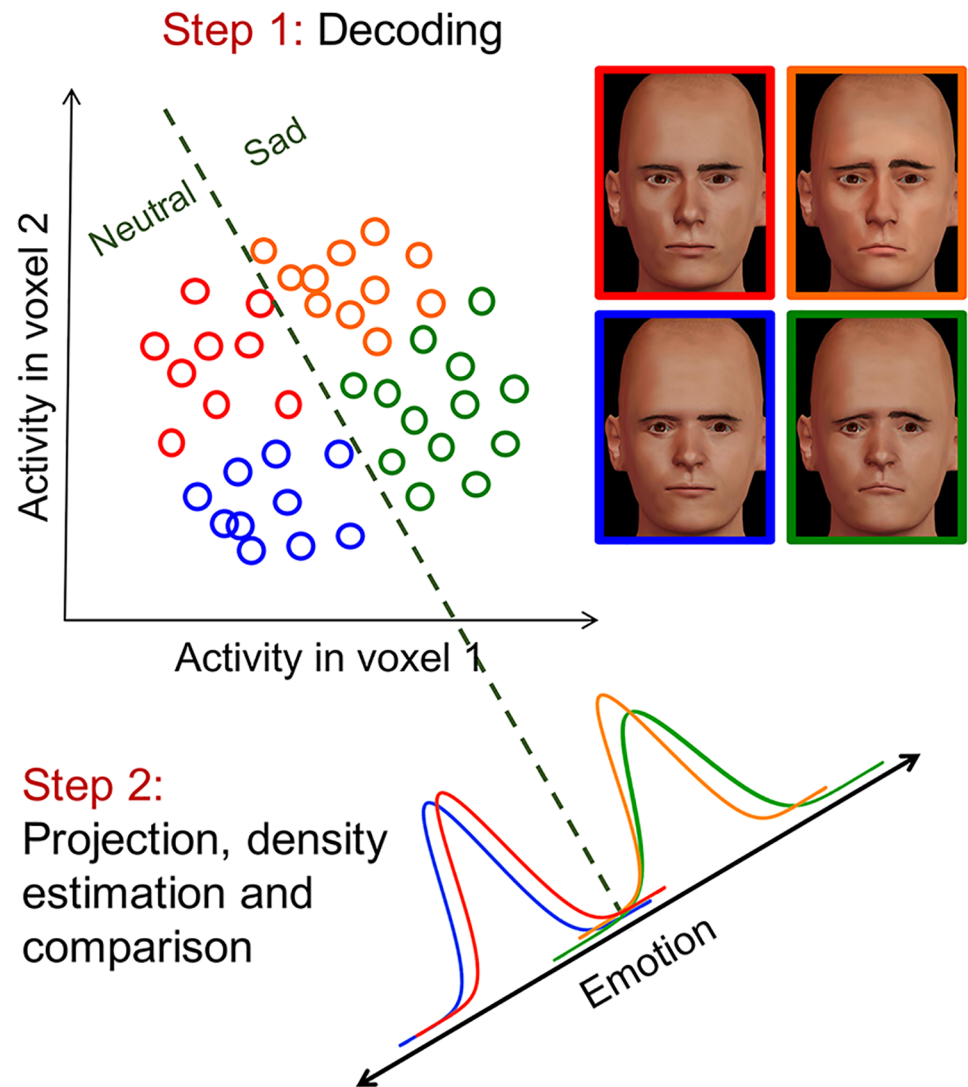 Step 1: Decoding
Sad
Neutral
Activity in voxel 2
Activity in voxel 1
Step 2:
Projection, density
estimation and
comparison
Emotion